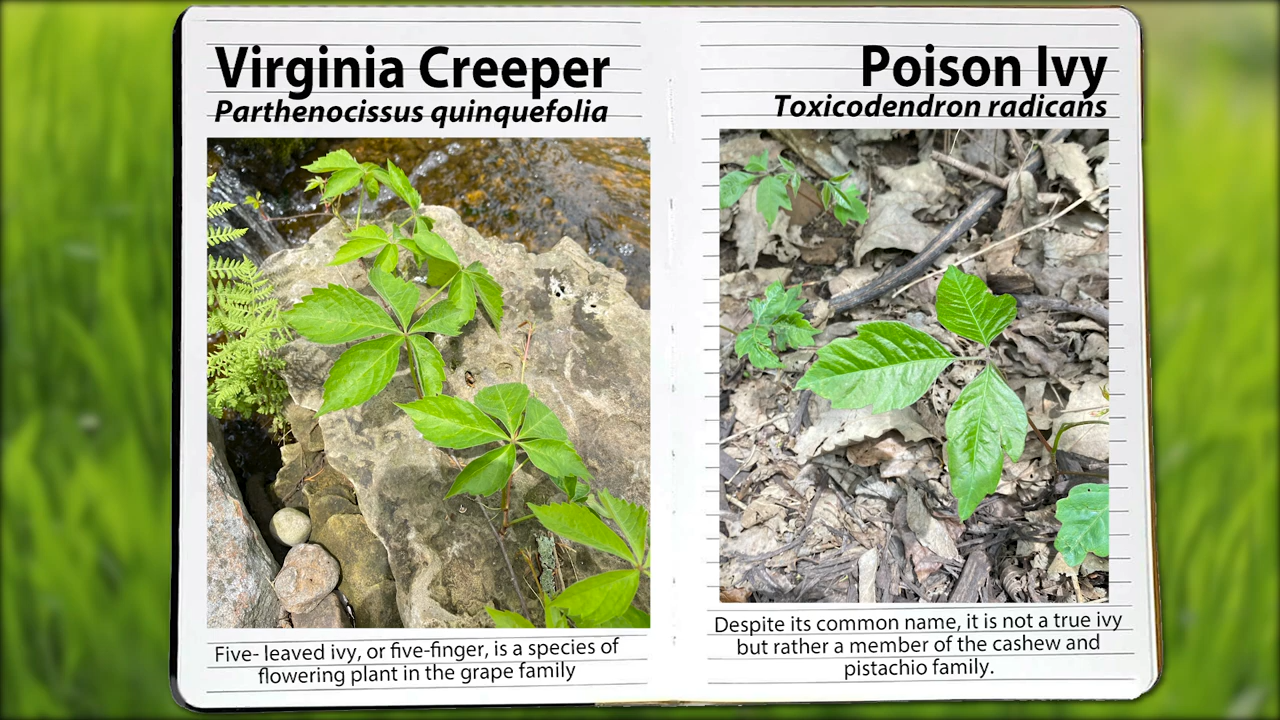 Virginia Creeper
Parthenocissus quinquefolia
Five- leaved ivy, or five-finger, is a species of
flowering plant in the grape family
Poison Ivy
Toxicodendron radicans
Despite its common name, it is not a true ivy
but rather a member of the cashew and
pistachio family.